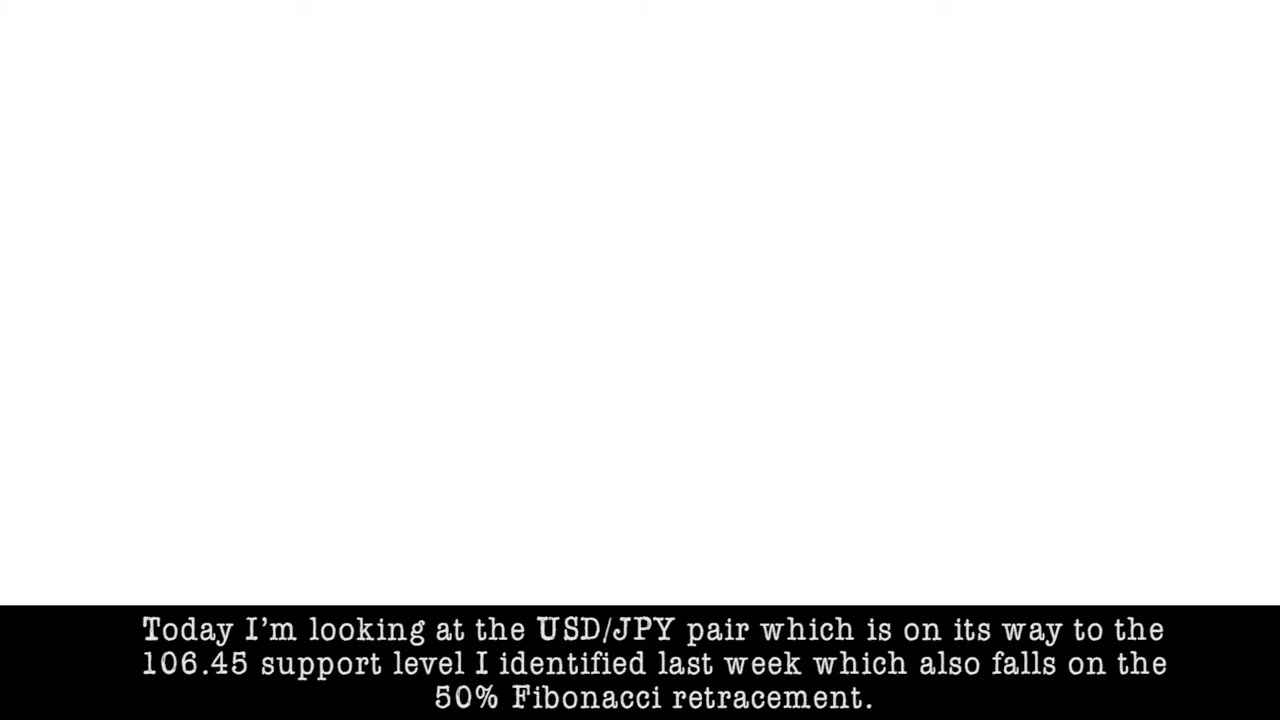 Today I'm looking at the USD/JPY pair which is on its way to the
106.45 support level I identified last week which also falls on the
50% Fibonacci retracement.